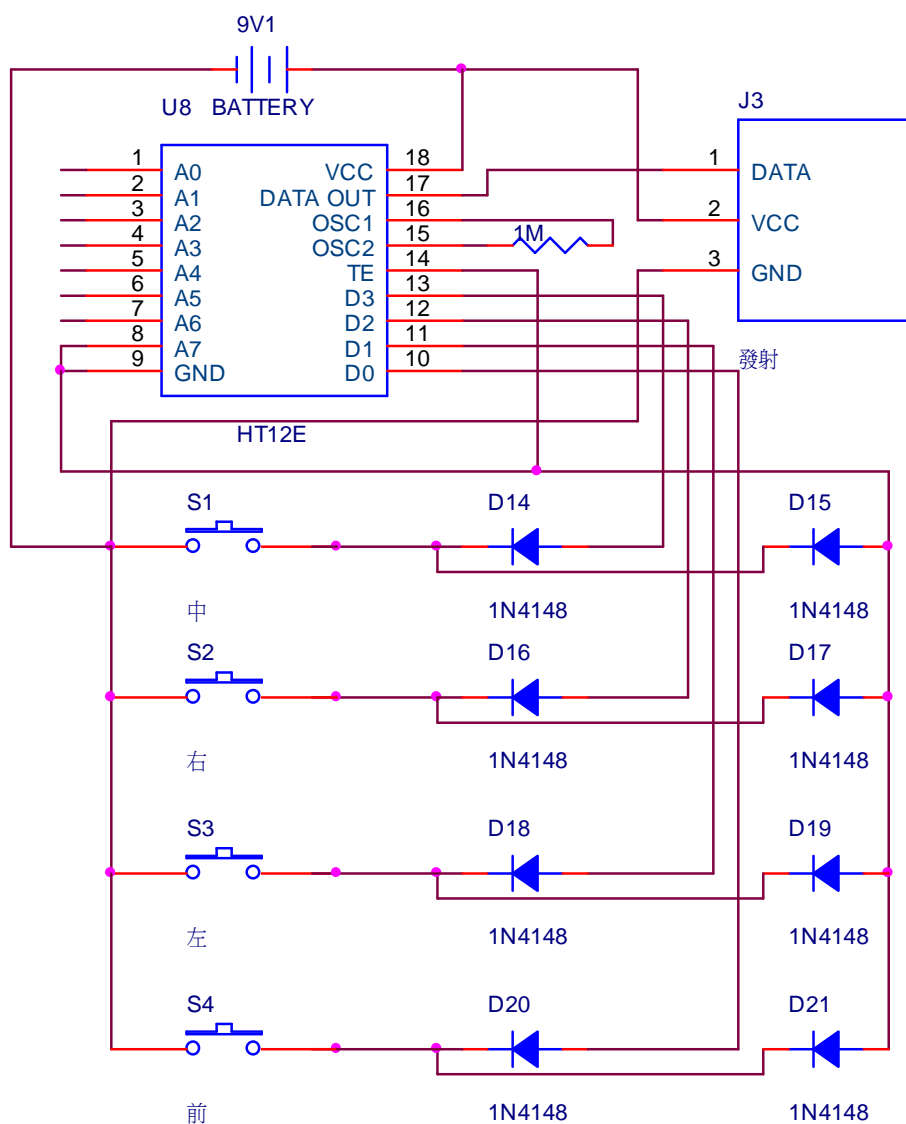 9V1
U8 BATTERY
J3
1 A0 VCC 18
2 A1 DATA OUT 17
3 A2 OSC1 16
4 A3 OSC2 15
5 A4 TE 14
6 A5 D3 13
7 A6 D2 12
8 A7 D1 11
9 GND D0 10
1M
1 DATA
2 VCC
3 GND
發射
HT12E
S1 D14 D15
中 1N4148 1N4148
S2 D16 D17
右 1N4148 1N4148
S3 D18 D19
左 1N4148 1N4148
S4 D20 D21
前 1N4148 1N4148